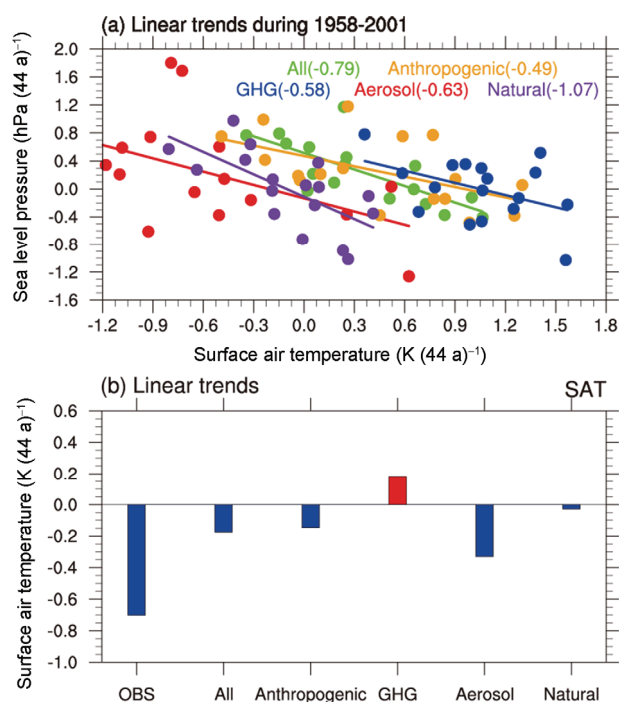 (a) Linear trends during 1958-2001
All(-0.79) Anthropogenic(-0.49)
GHG(-0.58) Aerosol(-0.63) Natural(-1.07)
Sea level pressure (hPa (44 a)⁻¹)
2.0
1.6
1.2
0.8
0.4
0.0
-0.4
-0.8
-1.2
-1.6
-1.2 -0.9 -0.6 -0.3 0.0 0.3 0.6 0.9 1.2 1.5 1.8
Surface air temperature (K (44 a)⁻¹)
(b) Linear trends SAT
Surface air temperature (K (44 a)⁻¹)
0.6
0.4
0.2
0.0
-0.2
-0.4
-0.6
-0.8
-1.0
OBS All Anthropogenic GHG Aerosol Natural